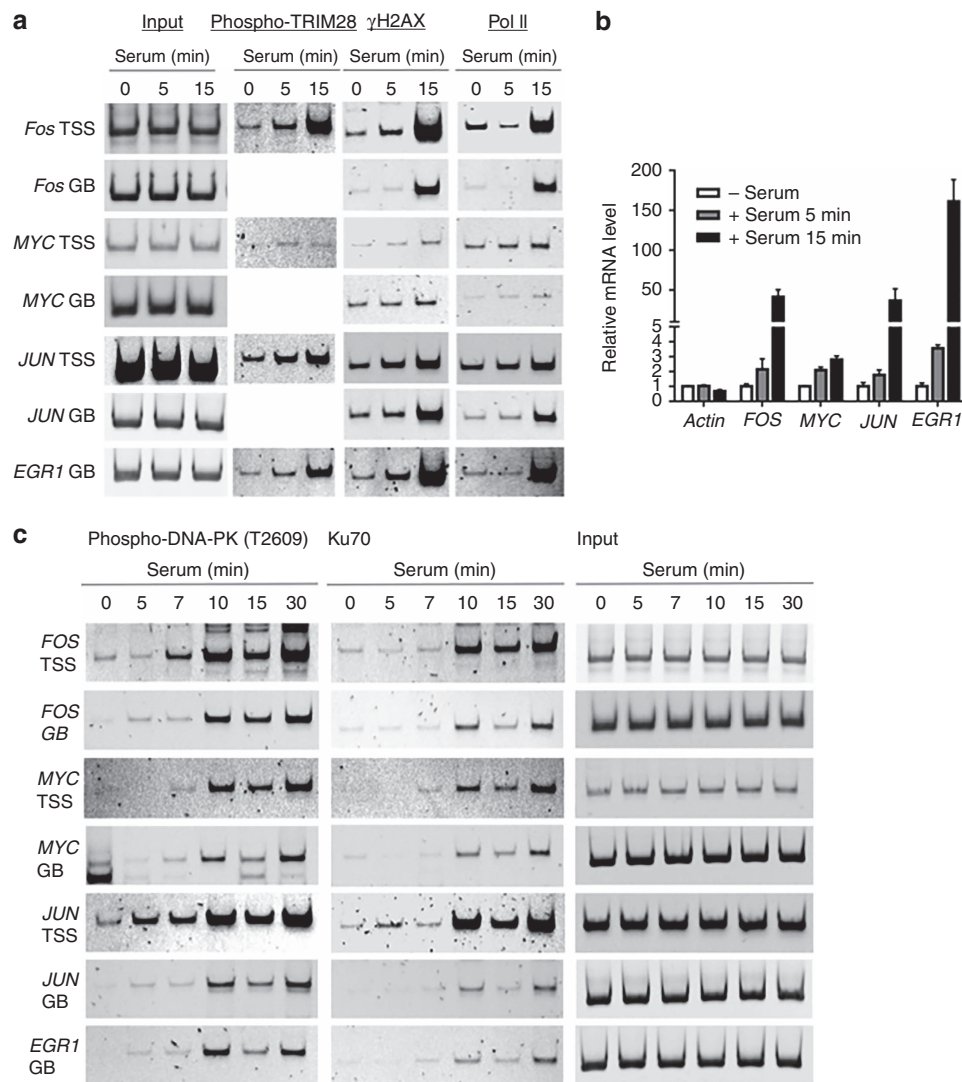 a
Input Phospho-TRIM28 γH2AX Pol II
Serum (min) Serum (min) Serum (min) Serum (min)
0 5 15 0 5 15 0 5 15 0 5 15
Fos TSS
Fos GB
MYC TSS
MYC GB
JUN TSS
JUN GB
EGR1 GB
b
200
150
100
50
5
4
3
2
1
0
Relative mRNA level
– Serum
+ Serum 5 min
+ Serum 15 min
Actin FOS MYC JUN EGR1
c
Phospho-DNA-PK (T2609) Ku70 Input
Serum (min) Serum (min) Serum (min)
0 5 7 10 15 30 0 5 7 10 15 30 0 5 7 10 15 30
FOS
TSS
FOS
GB
MYC
TSS
MYC
GB
JUN
TSS
JUN
GB
EGR1
GB